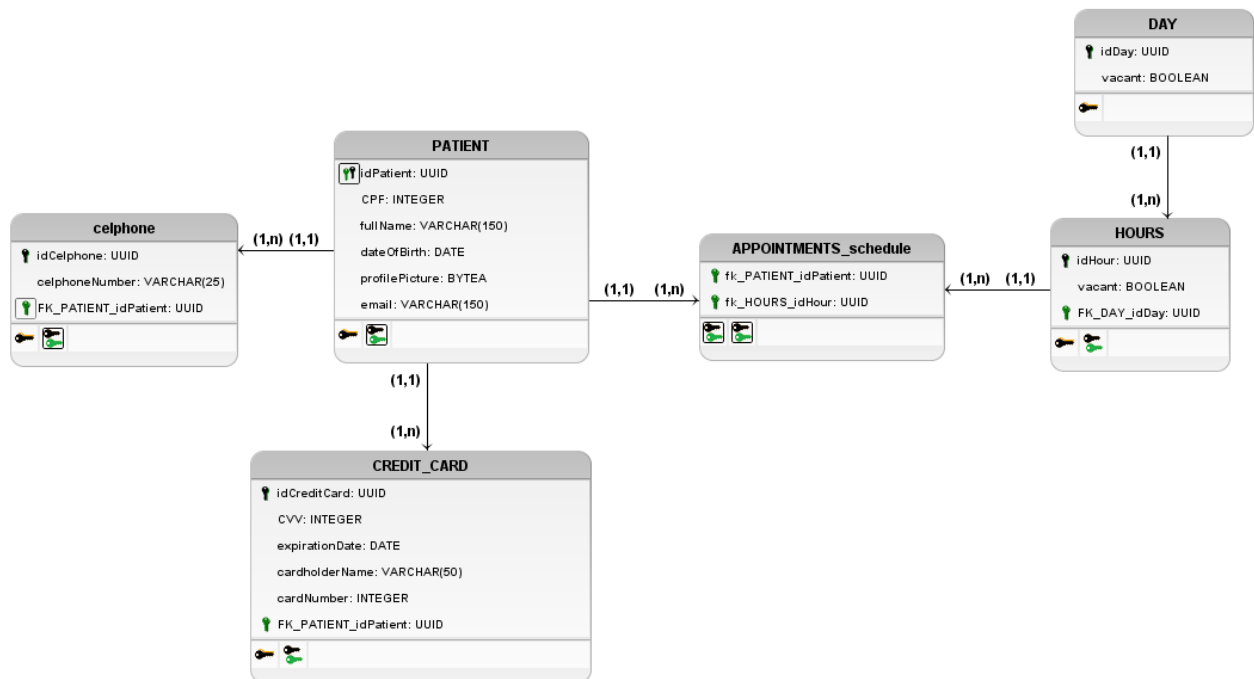 DAY
idDay: UUID
vacant: BOOLEAN
(1,1)
(1,n)
PATIENT
idPatient: UUID
CPF: INTEGER
fullName: VARCHAR(150)
dateOfBirth: DATE
profilePicture: BYTEA
email: VARCHAR(150)
celphone
idCelphone: UUID
celphoneNumber: VARCHAR(25)
FK_PATIENT_idPatient: UUID
(1,n) (1,1)
APPOINTMENTS_schedule
fk_PATIENT_idPatient: UUID
fk_HOURS_idHour: UUID
(1,1) (1,n)
HOURS
idHour: UUID
vacant: BOOLEAN
FK_DAY_idDay: UUID
(1,n) (1,1)
(1,1)
(1,n)
CREDIT_CARD
idCreditCard: UUID
CVV: INTEGER
expirationDate: DATE
cardholderName: VARCHAR(50)
cardNumber: INTEGER
FK_PATIENT_idPatient: UUID